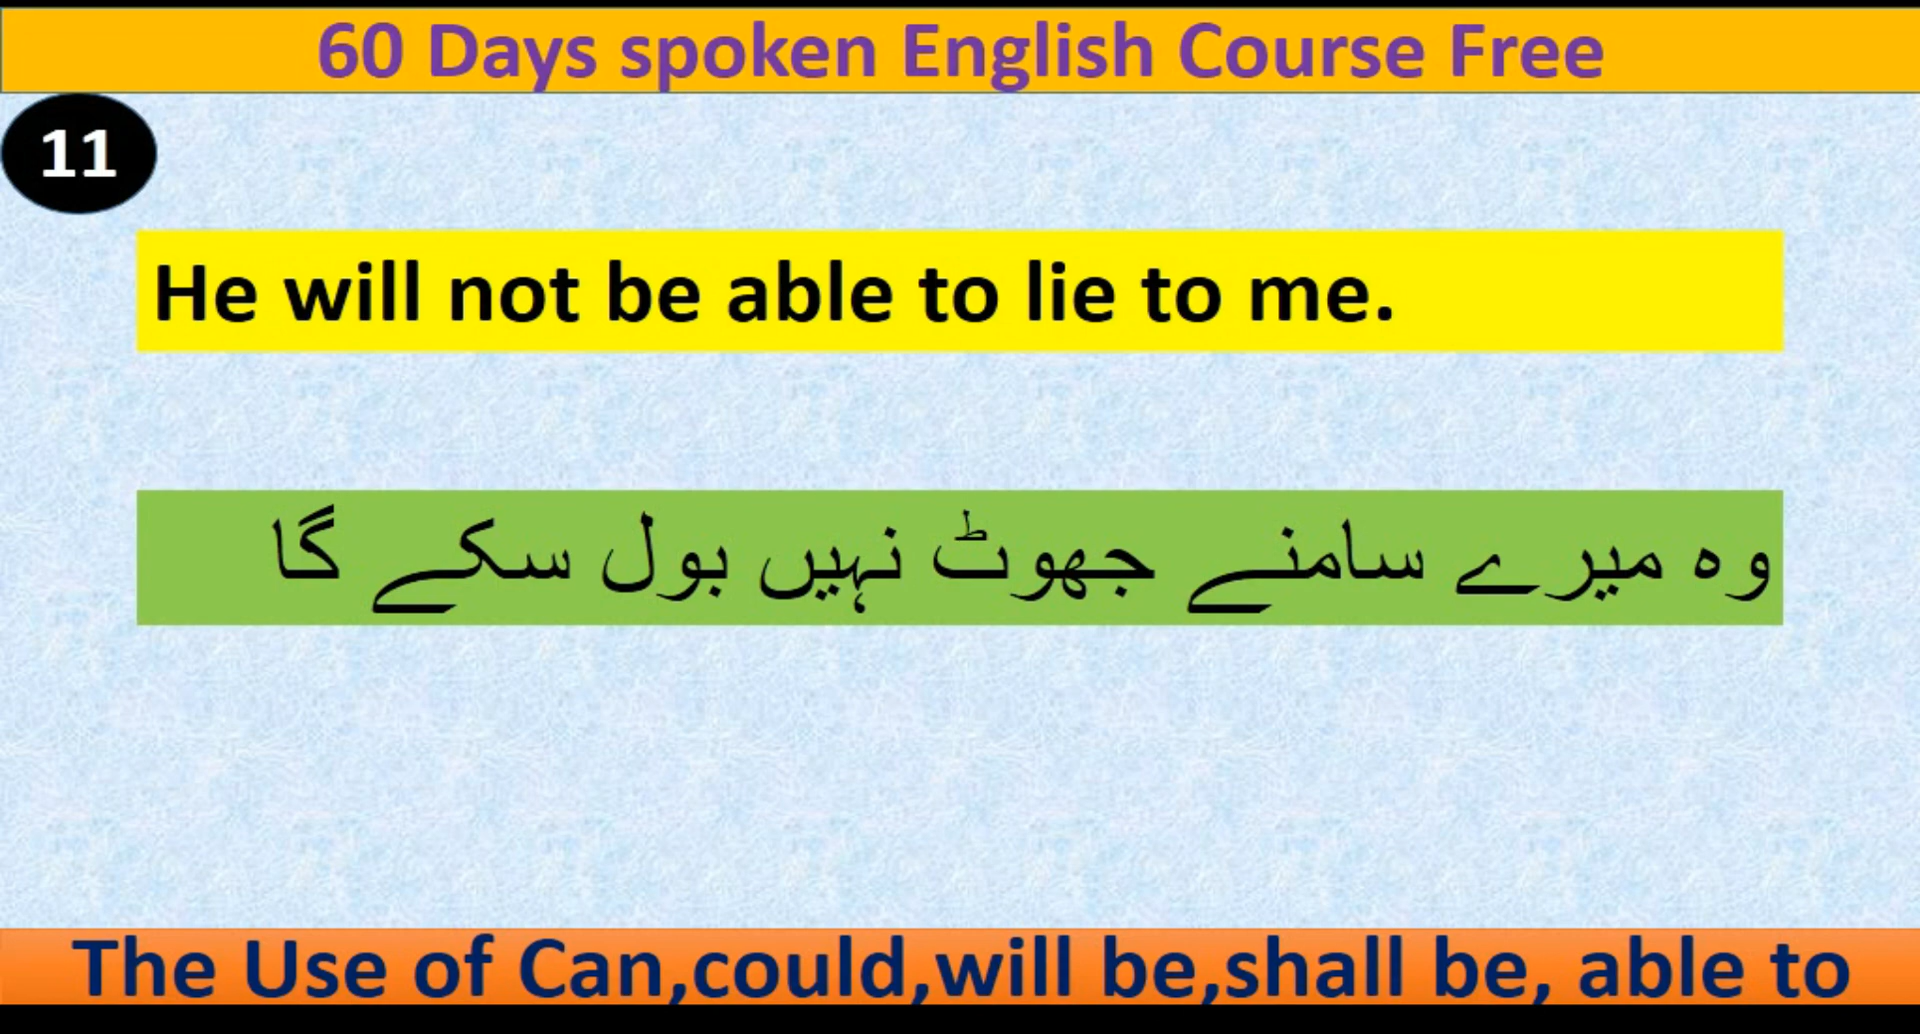 60 Days spoken English Course Free
11
He will not be able to lie to me.
وہ میرے سامنے جھوٹ نہیں بول سکے گا
The Use of Can,could,will be,shall be, able to